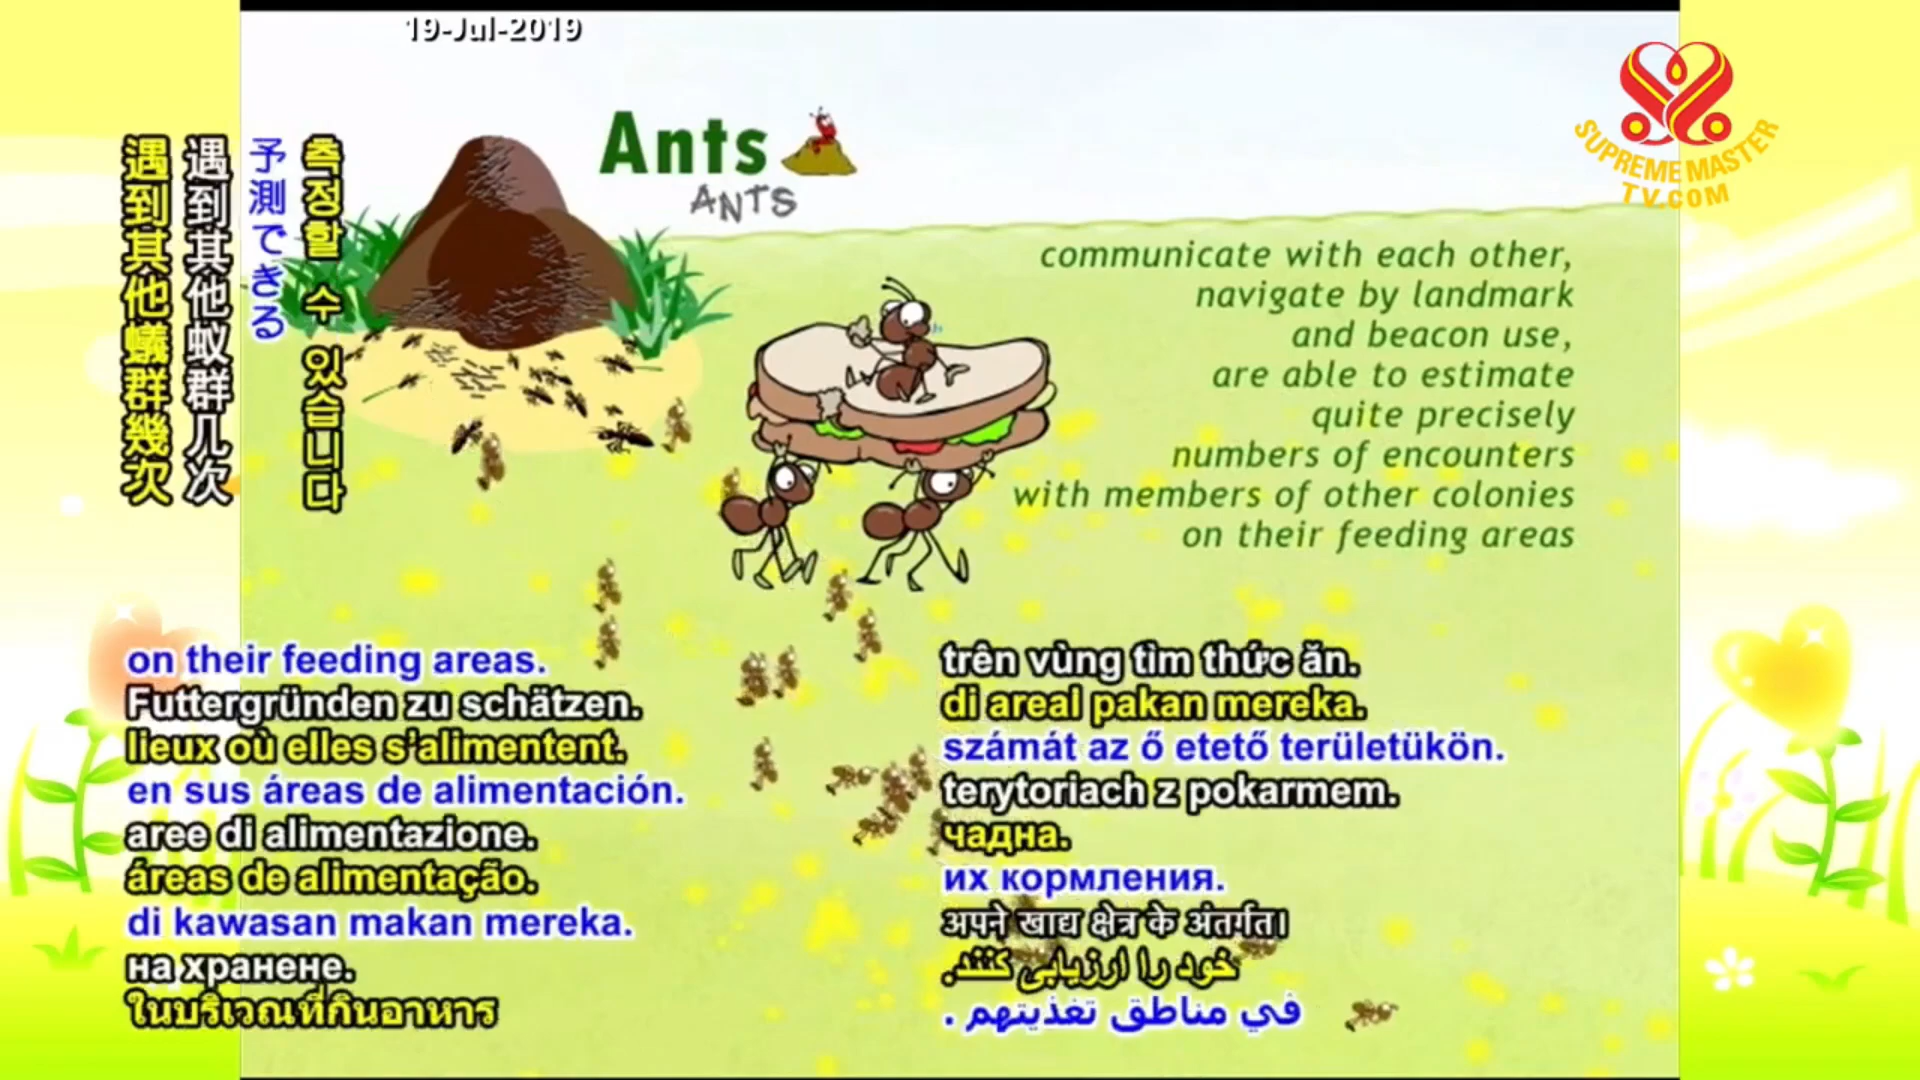 19-Jul-2019
SUPREME MASTER
TV.COM
Ants
ANTS
communicate with each other,
navigate by landmark
and beacon use,
are able to estimate
quite precisely
numbers of encounters
with members of other colonies
on their feeding areas
遇到其他蟻群幾次
遇到其他蚁群几次
予測できる
측정할 수 있습니다
on their feeding areas.
Futtergründen zu schätzen.
lieux où elles s'alimentent.
en sus áreas de alimentación.
aree di alimentazione.
áreas de alimentação.
di kawasan makan mereka.
на хранене.
ในบริเวณที่กินอาหาร
trên vùng tìm thức ăn.
di areal pakan mereka.
számát az ő etető területükön.
terytoriach z pokarmem.
чадна.
их кормления.
अपने खाद्य क्षेत्र के अंतर्गत।
خود را ارزیابی کنند.
في مناطق تغذيتهم .